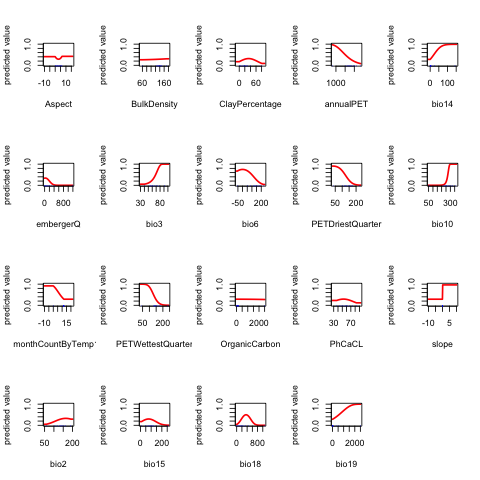 predicted value 0.0 1.0 -10 10 Aspect
predicted value 0.0 1.0 60 160 BulkDensity
predicted value 0.0 1.0 0 60 ClayPercentage
predicted value 0.0 1.0 1000 annualPET
predicted value 0.0 1.0 0 100 bio14
predicted value 0.0 1.0 0 800 embergerQ
predicted value 0.0 1.0 30 80 bio3
predicted value 0.0 1.0 -50 200 bio6
predicted value 0.0 1.0 50 200 PETDriestQuarter
predicted value 0.0 1.0 50 300 bio10
predicted value 0.0 1.0 -10 15 monthCountByTemp
predicted value 0.0 1.0 50 200 PETWettestQuarter
predicted value 0.0 1.0 0 2000 OrganicCarbon
predicted value 0.0 1.0 30 70 PhCaCL
predicted value 0.0 1.0 -10 5 slope
predicted value 0.0 1.0 50 200 bio2
predicted value 0.0 1.0 0 200 bio15
predicted value 0.0 1.0 0 800 bio18
predicted value 0.0 1.0 0 2000 bio19